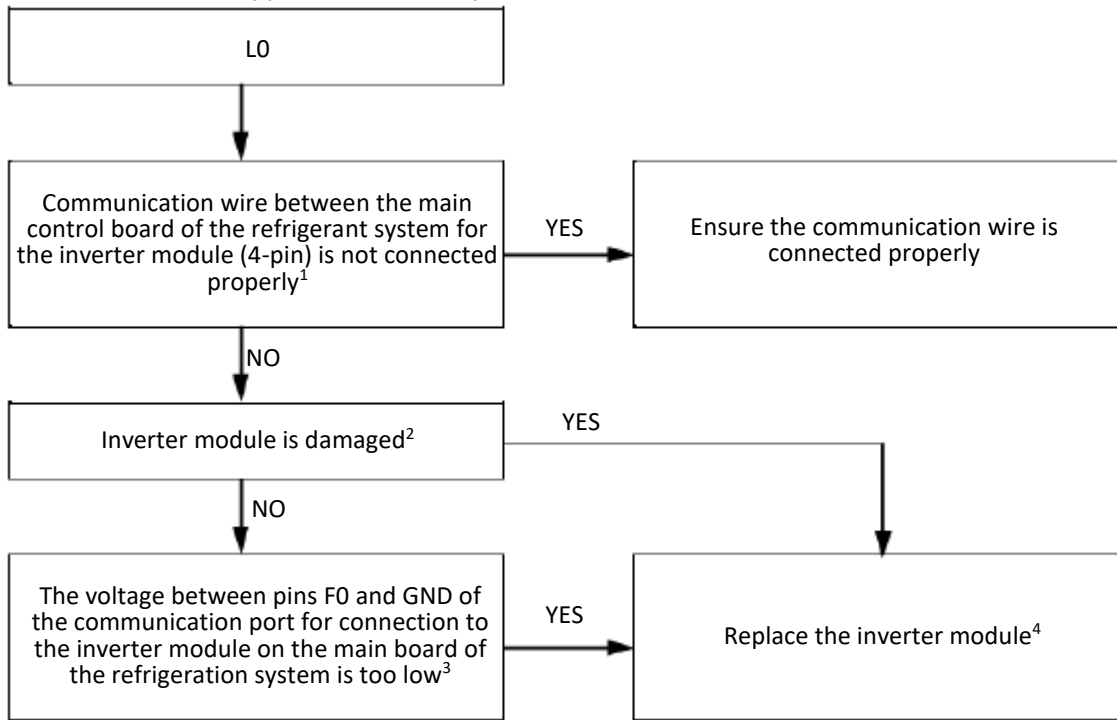 L0
Communication wire between the main
control board of the refrigerant system for
the inverter module (4-pin) is not connected
properly1
YES
Ensure the communication wire is
connected properly
NO
Inverter module is damaged2
YES
NO
The voltage between pins F0 and GND of
the communication port for connection to
the inverter module on the main board of
the refrigeration system is too low3
YES
Replace the inverter module4